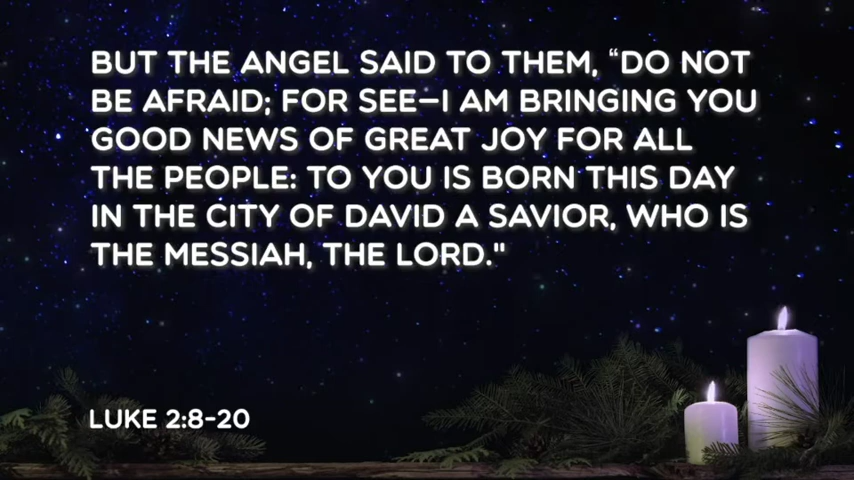 BUT THE ANGEL SAID TO THEM, “DO NOT
BE AFRAID; FOR SEE—I AM BRINGING YOU
GOOD NEWS OF GREAT JOY FOR ALL
THE PEOPLE: TO YOU IS BORN THIS DAY
IN THE CITY OF DAVID A SAVIOR, WHO IS
THE MESSIAH, THE LORD."
LUKE 2:8-20